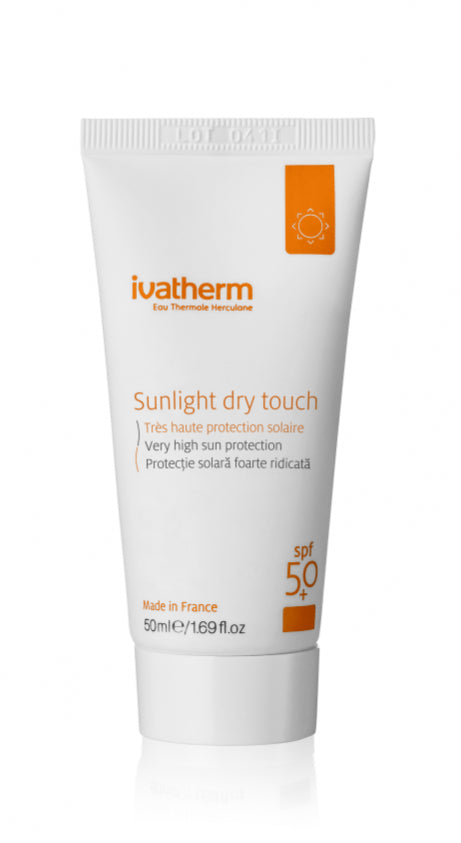 LOT 0411
ivatherm
Eau Thermale Herculane
Sunlight dry touch
Très haute protection solaire
Very high sun protection
Protecție solară foarte ridicată
spf
50+
Made in France
50ml℮/1.69 fl.oz